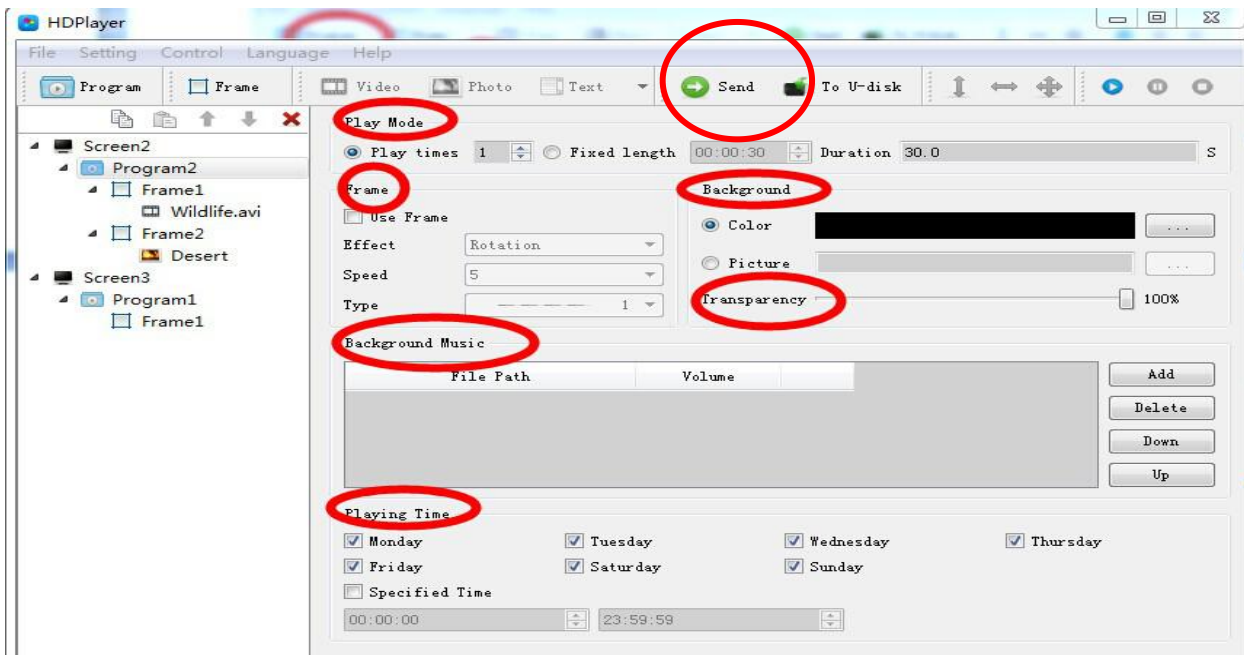 HDPlayer
File Setting Control Language Help
Program Frame Video Photo Text Send To U-disk
Screen2
Program2
Frame1
Wildlife.avi
Frame2
Desert
Screen3
Program1
Frame1
Play Mode
Play times 1 Fixed length 00:00:30 Duration 30.0 S
Frame
Use Frame
Effect Rotation
Speed 5
Type 1
Background
Color ...
Picture ...
Transparency 100%
Background Music
File Path Volume
Add
Delete
Down
Up
Playing Time
Monday Tuesday Wednesday Thursday
Friday Saturday Sunday
Specified Time
00:00:00 23:59:59